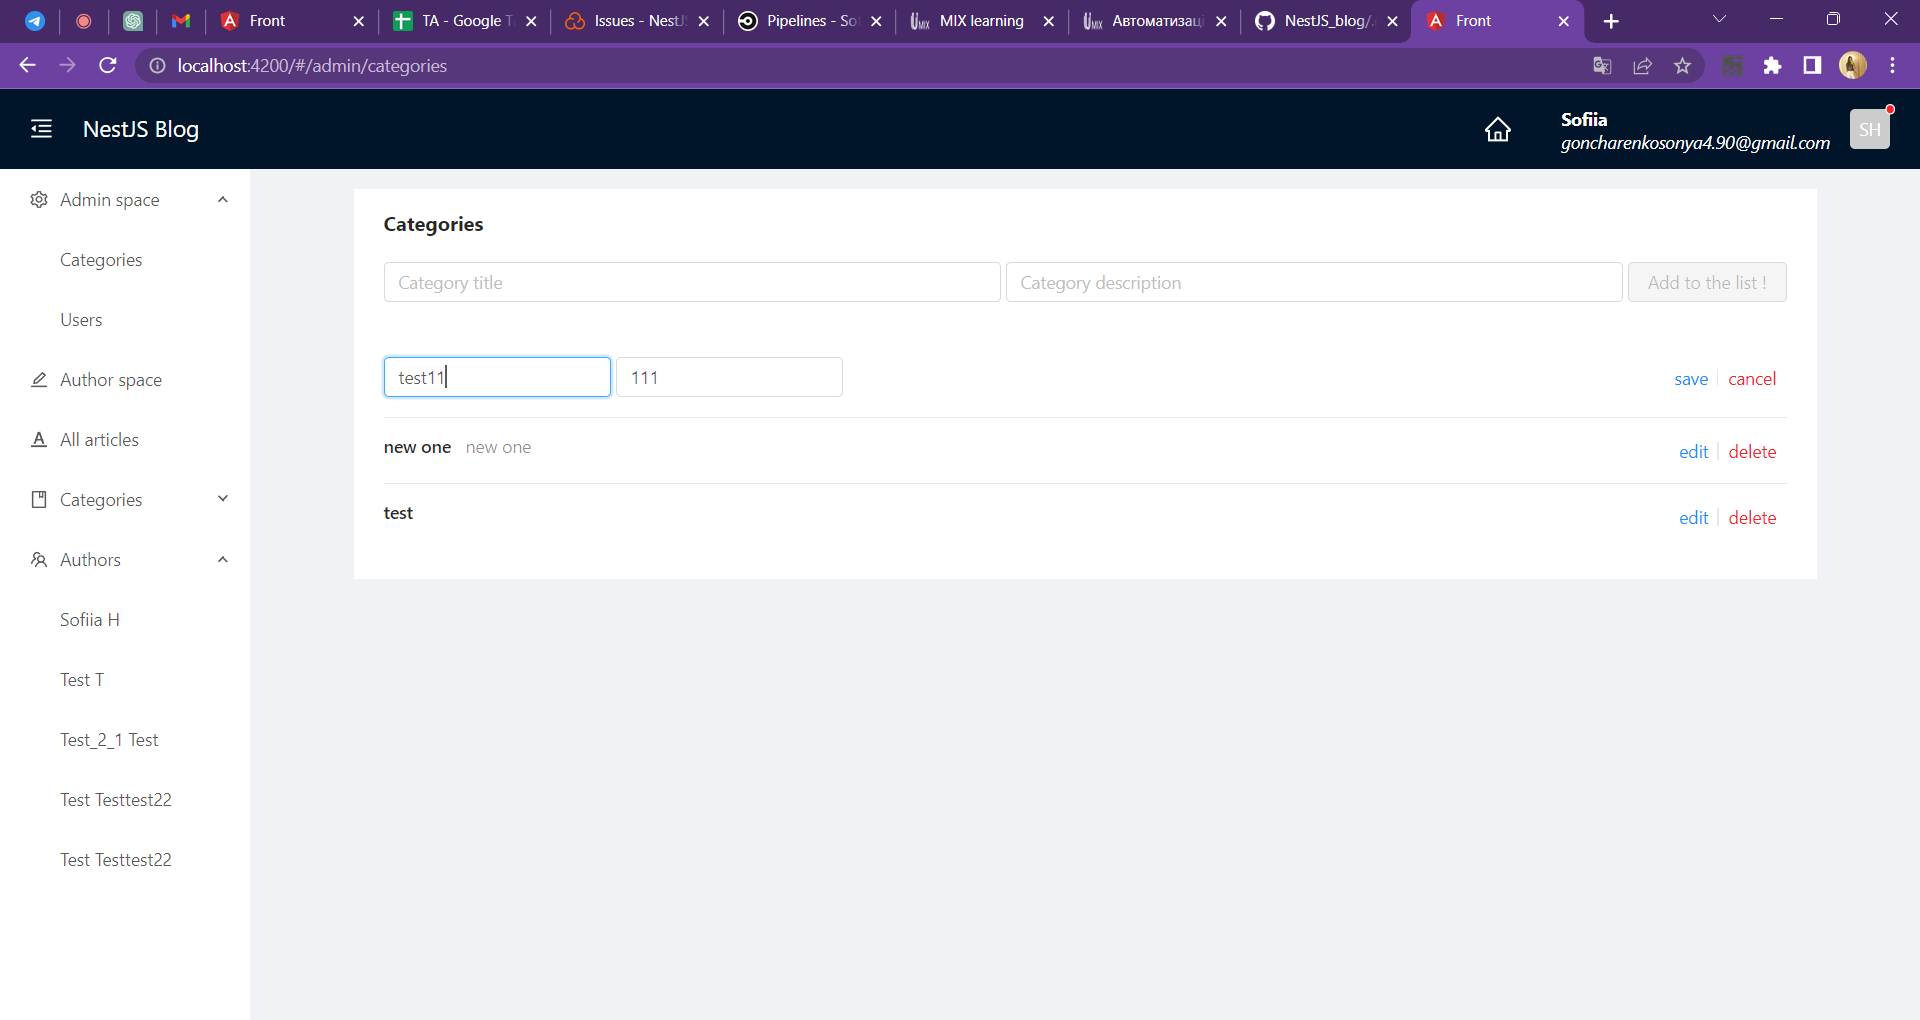 Front
TA - Google T
Issues - NestJS
Pipelines - So
MIX learning
Автоматизаці
NestJS_blog/.
Front
localhost:4200/#/admin/categories
NestJS Blog
Sofiia
goncharenkosonya4.90@gmail.com
SH
Admin space
Categories
Users
Author space
All articles
Categories
Authors
Sofiia H
Test T
Test_2_1 Test
Test Testtest22
Test Testtest22
Categories
Category title
Category description
Add to the list !
test11
111
save
cancel
new one new one
edit
delete
test
edit
delete